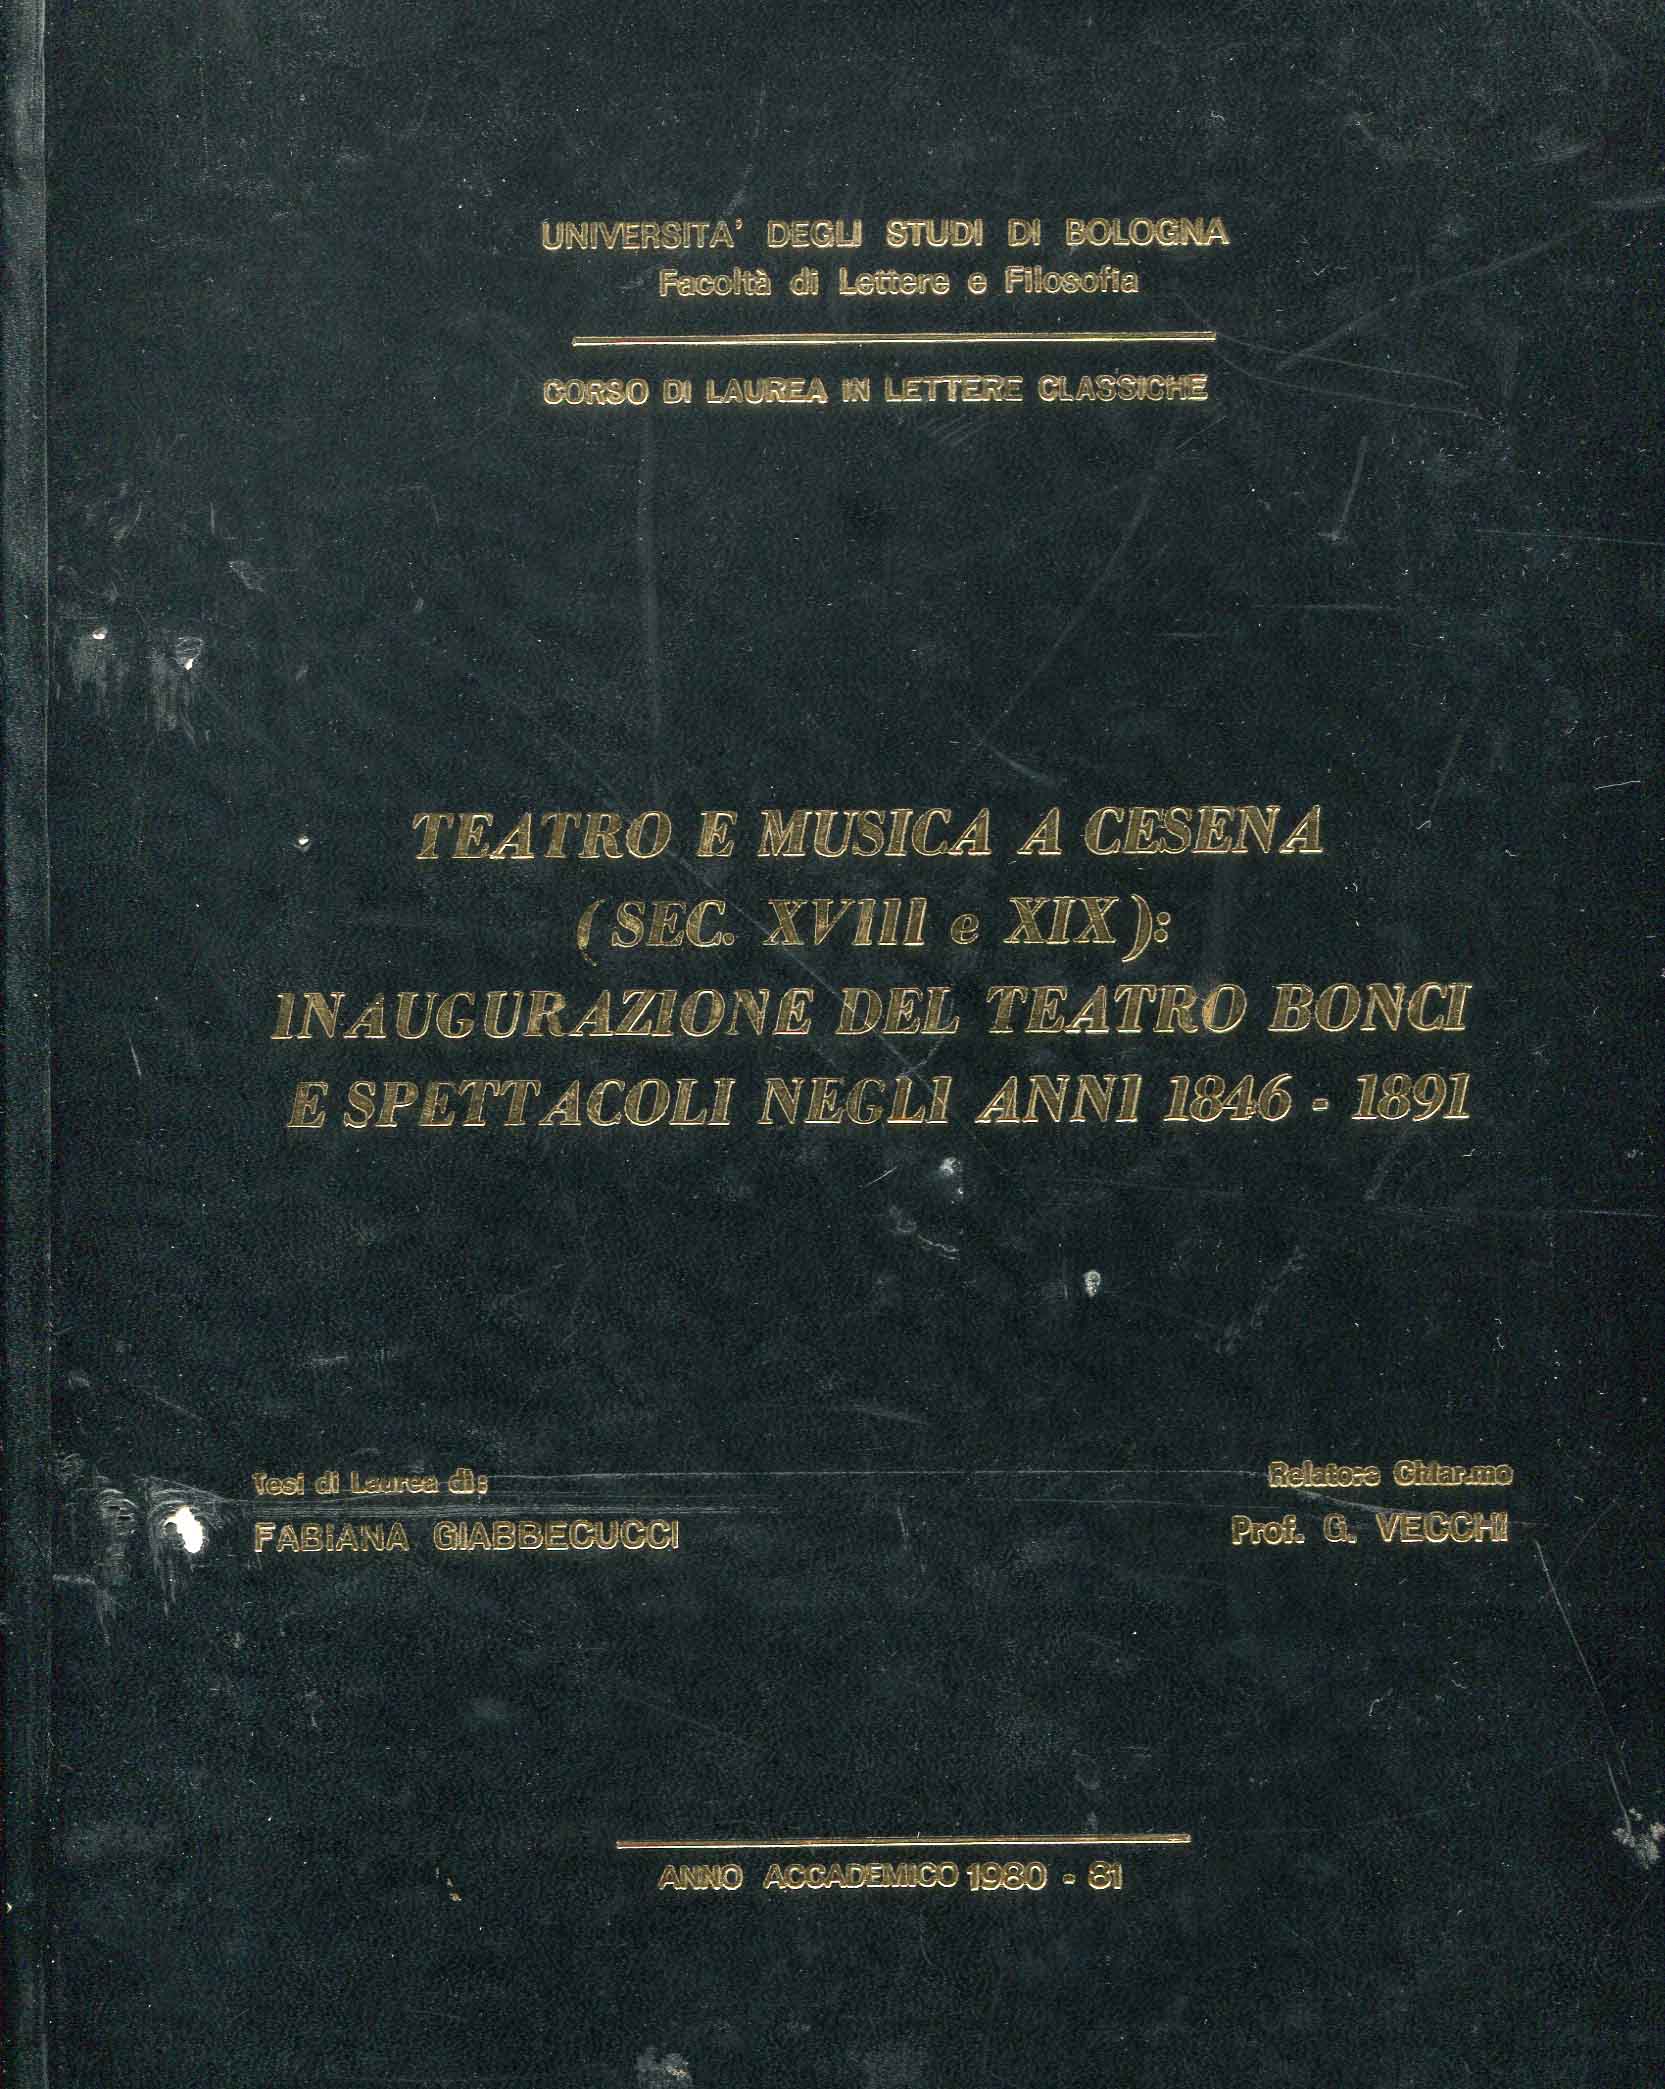 UNIVERSITA' DEGLI STUDI DI BOLOGNA
Facoltà di Lettere e Filosofia
CORSO DI LAUREA IN LETTERE CLASSICHE
TEATRO E MUSICA A CESENA
(SEC. XVIII e XIX):
INAUGURAZIONE DEL TEATRO BONCI
E SPETTACOLI NEGLI ANNI 1846 - 1891
Tesi di Laurea di:
FABIANA GIABBECUCCI
Relatore Chiar.mo
Prof. G. VECCHI
ANNO ACCADEMICO 1980 - 81